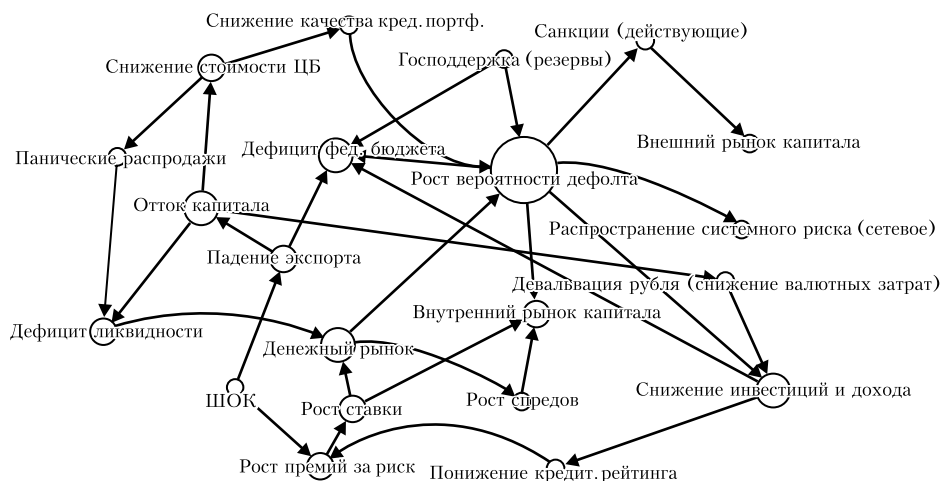 Снижение качества кред. портф.
Санкции (действующие)
Господдержка (резервы)
Снижение стоимости ЦБ
Внешний рынок капитала
Дефицит фед. бюджета
Панические распродажи
Рост вероятности дефолта
Отток капитала
Распространение системного риска (сетевое)
Падение экспорта
Девальвация рубля (снижение валютных затрат)
Внутренний рынок капитала
Дефицит ликвидности
Денежный рынок
Снижение инвестиций и дохода
ШОК
Рост спредов
Рост ставки
Рост премий за риск
Понижение кредит. рейтинга